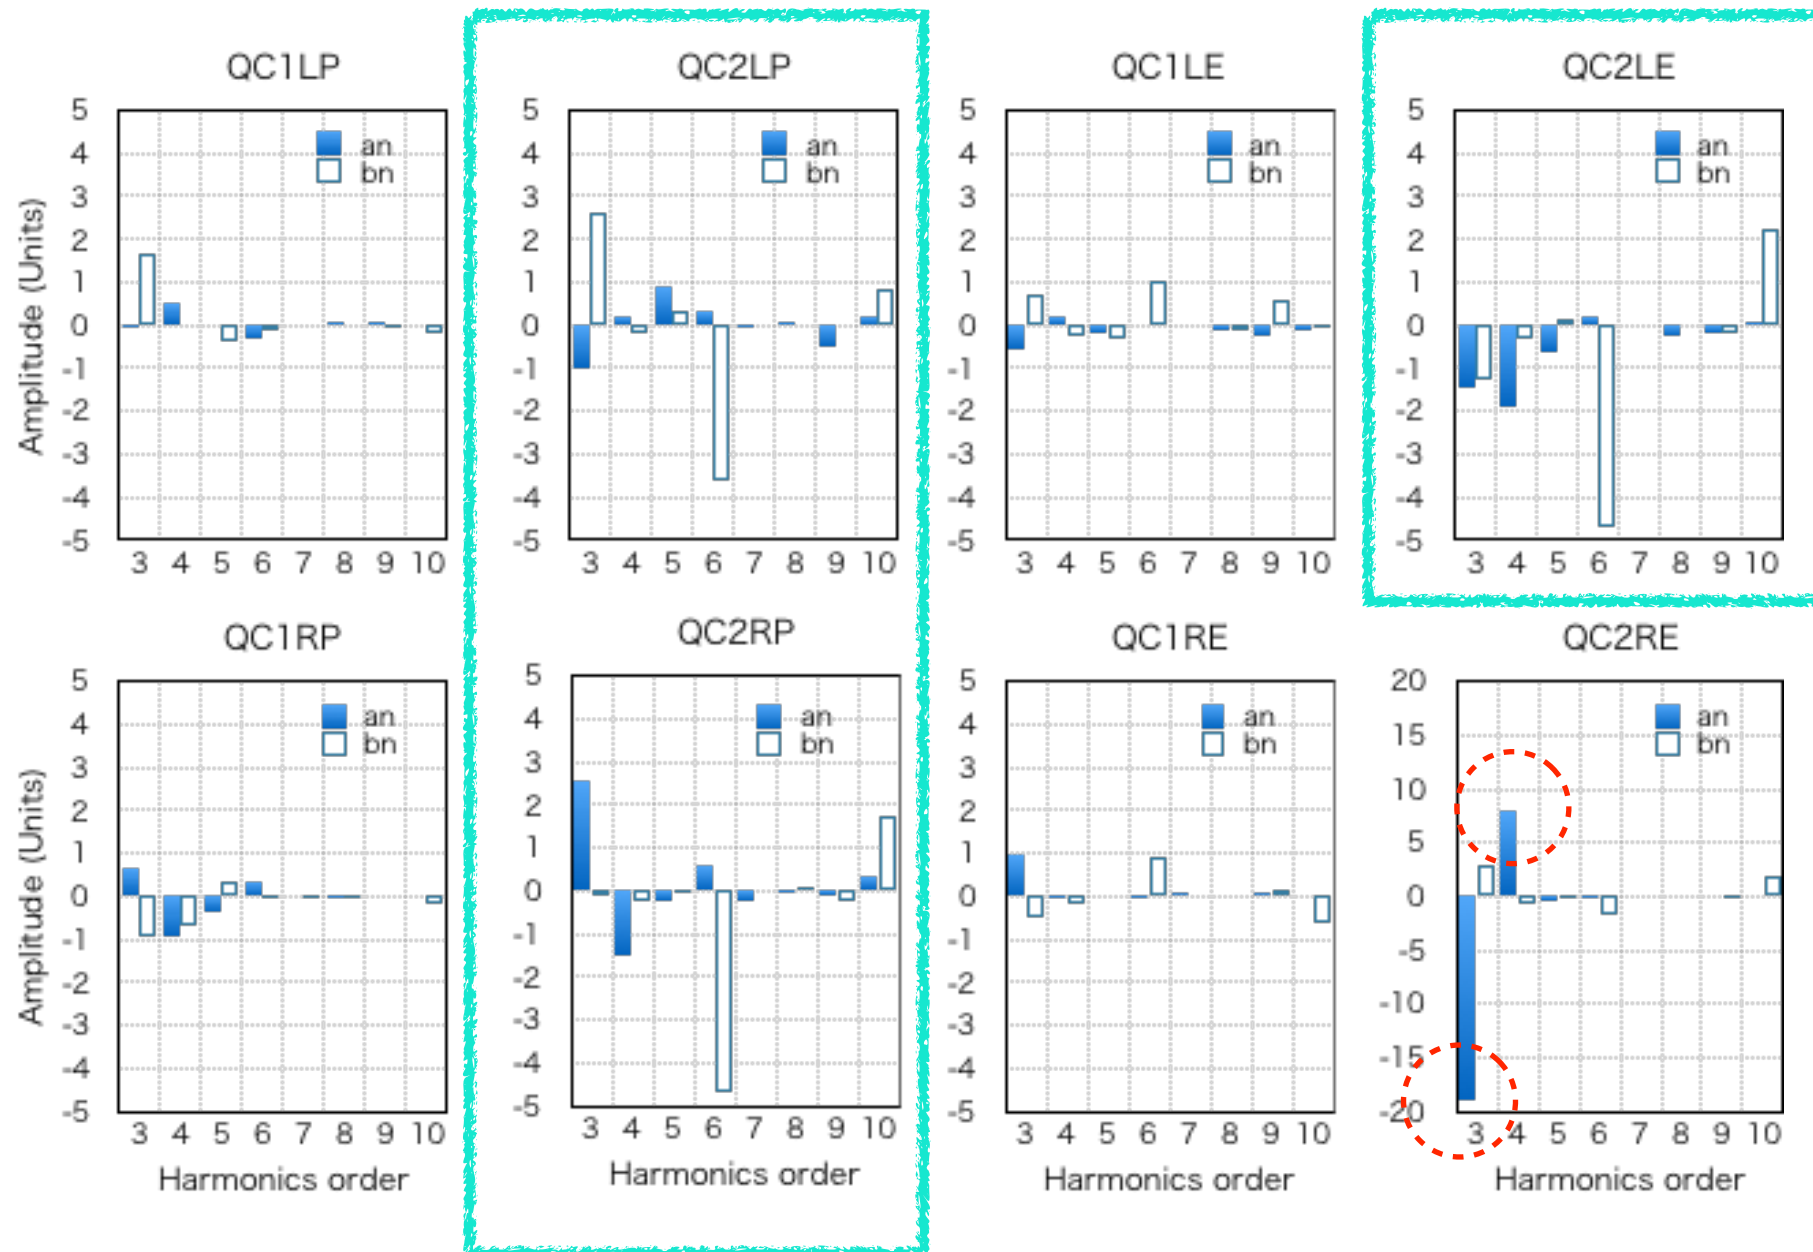 QC1LP
QC2LP
QC1LE
QC2LE
Amplitude (Units)
5
4
3
2
1
0
-1
-2
-3
-4
-5
an
bn
3 4 5 6 7 8 9 10
5
4
3
2
1
0
-1
-2
-3
-4
-5
an
bn
3 4 5 6 7 8 9 10
5
4
3
2
1
0
-1
-2
-3
-4
-5
an
bn
3 4 5 6 7 8 9 10
5
4
3
2
1
0
-1
-2
-3
-4
-5
an
bn
3 4 5 6 7 8 9 10
QC1RP
QC2RP
QC1RE
QC2RE
Amplitude (Units)
5
4
3
2
1
0
-1
-2
-3
-4
-5
an
bn
3 4 5 6 7 8 9 10
Harmonics order
5
4
3
2
1
0
-1
-2
-3
-4
-5
an
bn
3 4 5 6 7 8 9 10
Harmonics order
5
4
3
2
1
0
-1
-2
-3
-4
-5
an
bn
3 4 5 6 7 8 9 10
Harmonics order
20
15
10
5
0
-5
-10
-15
-20
an
bn
3 4 5 6 7 8 9 10
Harmonics order